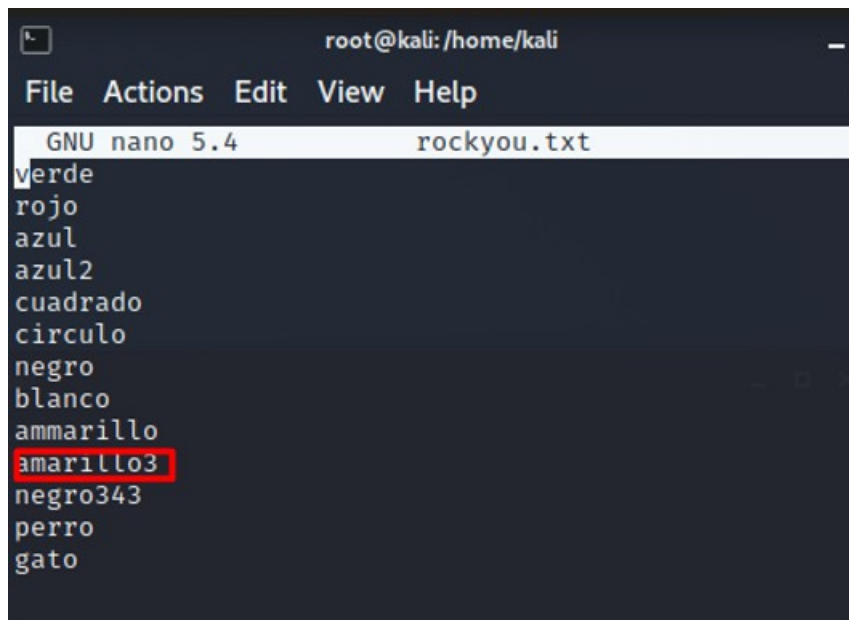 root@kali: /home/kali
File Actions Edit View Help
GNU nano 5.4 rockyou.txt
verde
rojo
azul
azul2
cuadrado
circulo
negro
blanco
ammarillo
amarillo3
negro343
perro
gato